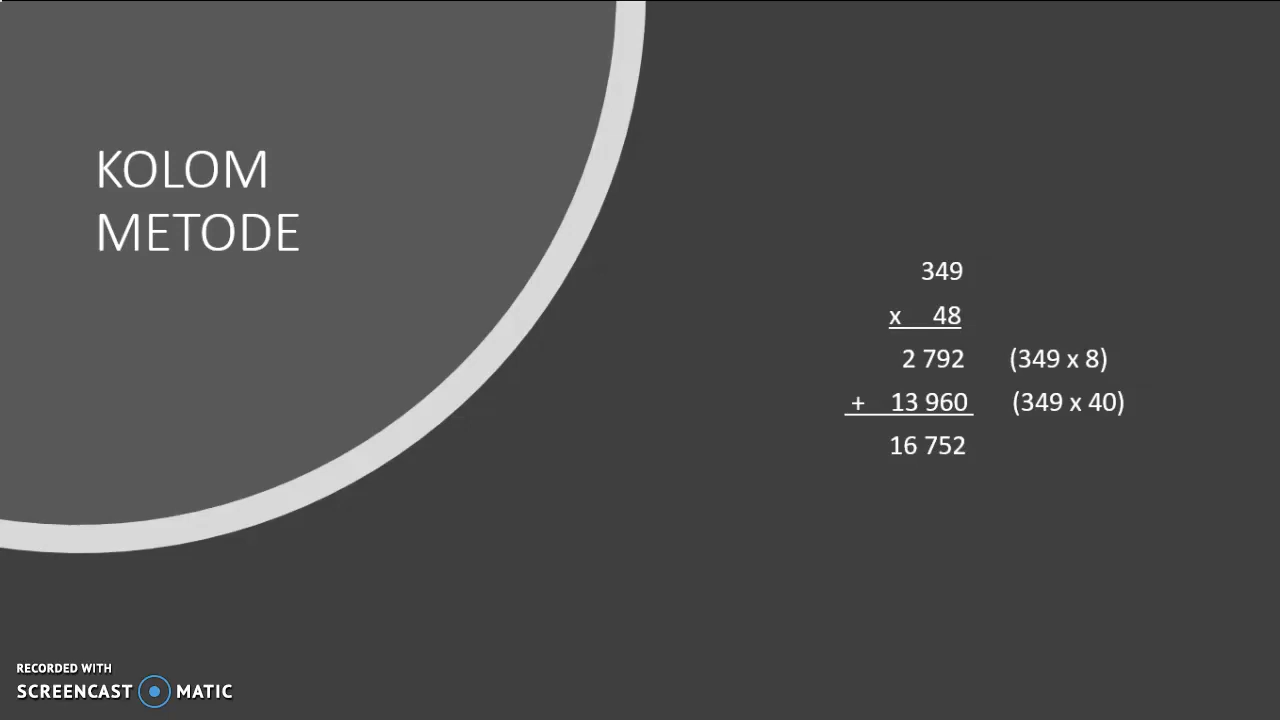 KOLOM
METODE
349
x 48
2 792 (349 x 8)
+ 13 960 (349 x 40)
16 752
RECORDED WITH
SCREENCAST MATIC